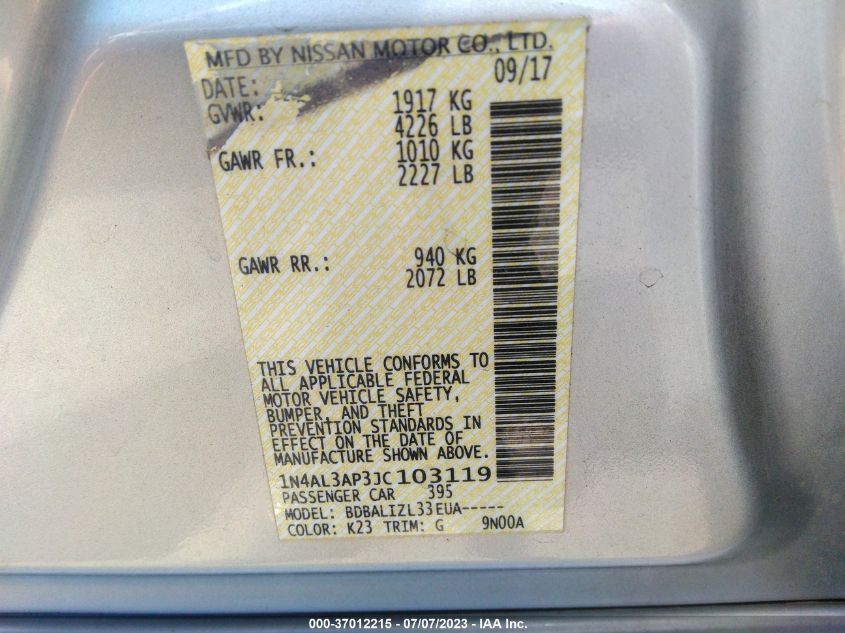 MFD BY NISSAN MOTOR CO., LTD.
DATE: 09/17
GVWR: 1917 KG
4226 LB
GAWR FR.: 1010 KG
2227 LB
GAWR RR.: 940 KG
2072 LB
THIS VEHICLE CONFORMS TO
ALL APPLICABLE FEDERAL
MOTOR VEHICLE SAFETY,
BUMPER, AND THEFT
PREVENTION STANDARDS IN
EFFECT ON THE DATE OF
MANUFACTURE SHOWN ABOVE.
1N4AL3AP3JC103119
PASSENGER CAR 395
MODEL: BDBALIZL33EUA-----
COLOR: K23 TRIM: G 9N00A
000-37012215 - 07/07/2023 - IAA Inc.